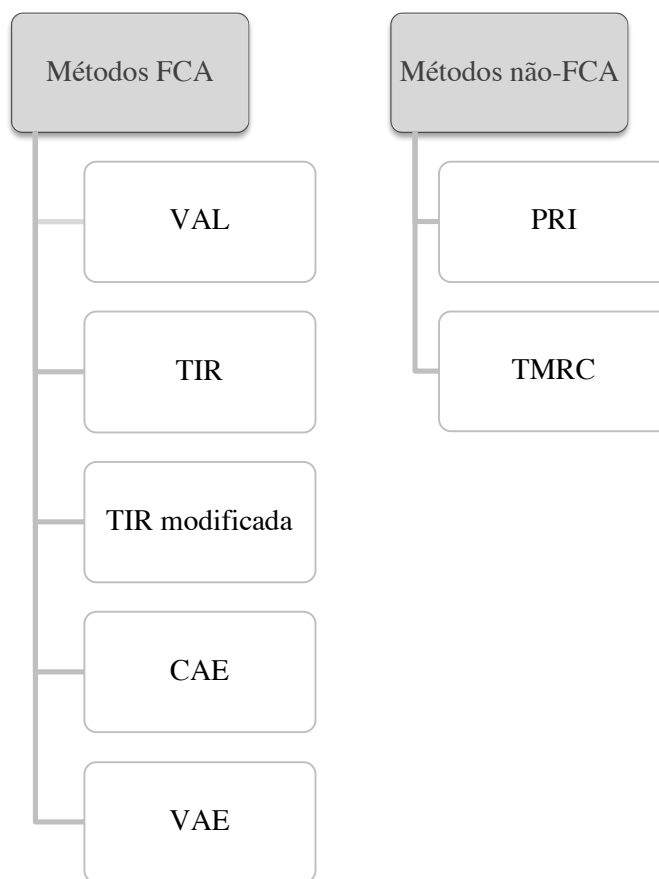 Métodos FCA
VAL
TIR
TIR modificada
CAE
VAE
Métodos não-FCA
PRI
TMRC